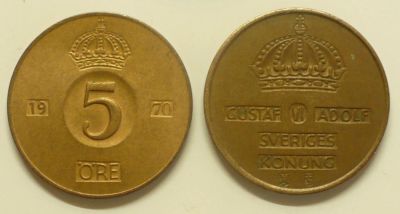 19 5 70
ÖRE
GUSTAF VI ADOLF
SVERIGES
KONUNG